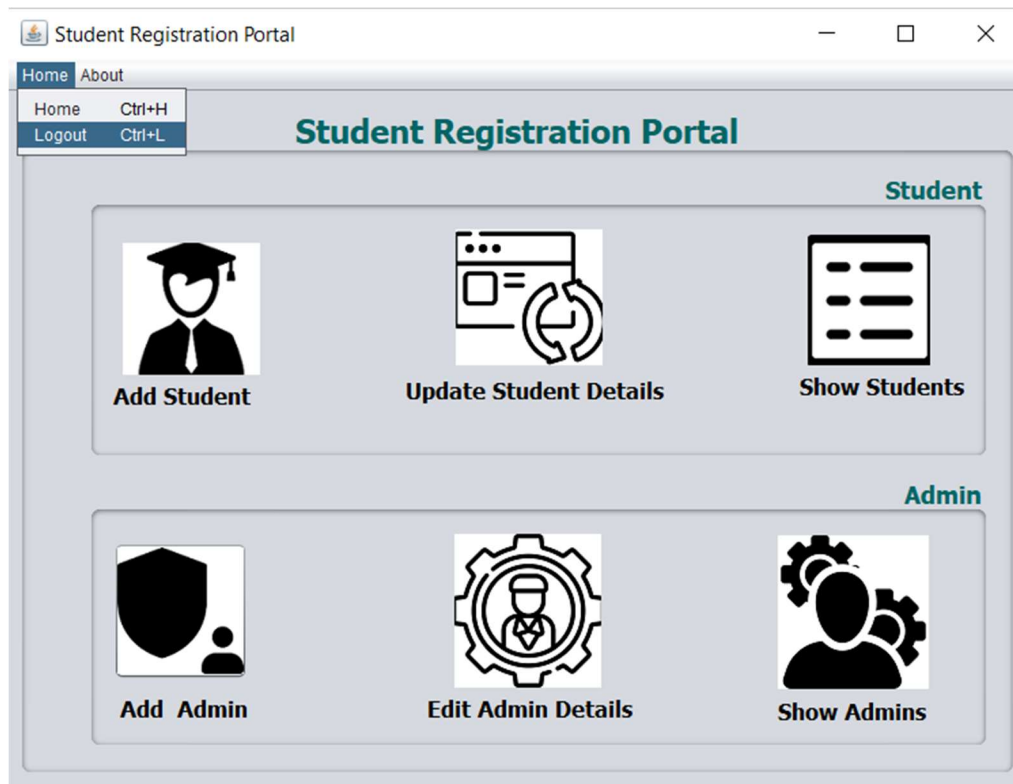 Student Registration Portal
Home About
Home Ctrl+H
Logout Ctrl+L
Student Registration Portal
Student
Add Student
Update Student Details
Show Students
Admin
Add  Admin
Edit Admin Details
Show Admins